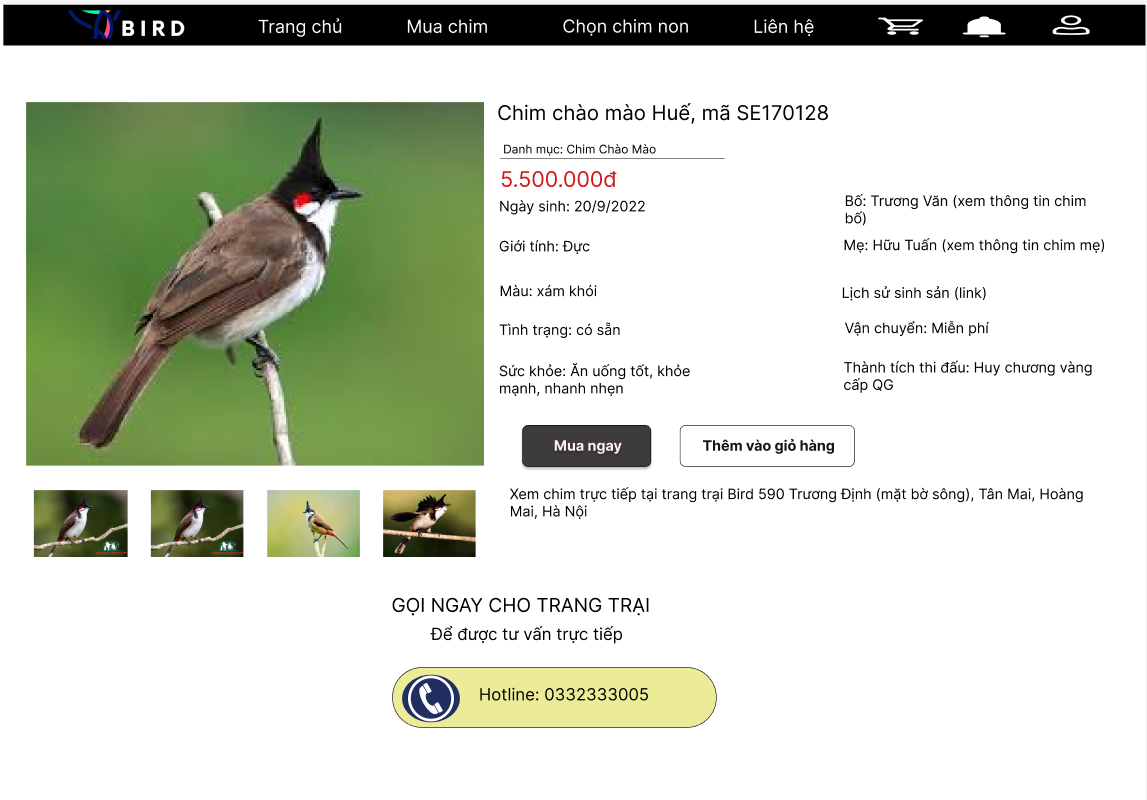 BIRD
Trang chủ
Mua chim
Chọn chim non
Liên hệ
Chim chào mào Huế, mã SE170128
Danh mục: Chim Chào Mào
5.500.000đ
Ngày sinh: 20/9/2022
Giới tính: Đực
Màu: xám khói
Tình trạng: có sẵn
Sức khỏe: Ăn uống tốt, khỏe
mạnh, nhanh nhẹn
Bố: Trương Văn (xem thông tin chim
bố)
Mẹ: Hữu Tuấn (xem thông tin chim mẹ)
Lịch sử sinh sản (link)
Vận chuyển: Miễn phí
Thành tích thi đấu: Huy chương vàng
cấp QG
Mua ngay
Thêm vào giỏ hàng
Xem chim trực tiếp tại trang trại Bird 590 Trương Định (mặt bờ sông), Tân Mai, Hoàng
Mai, Hà Nội
GỌI NGAY CHO TRANG TRẠI
Để được tư vấn trực tiếp
Hotline: 0332333005